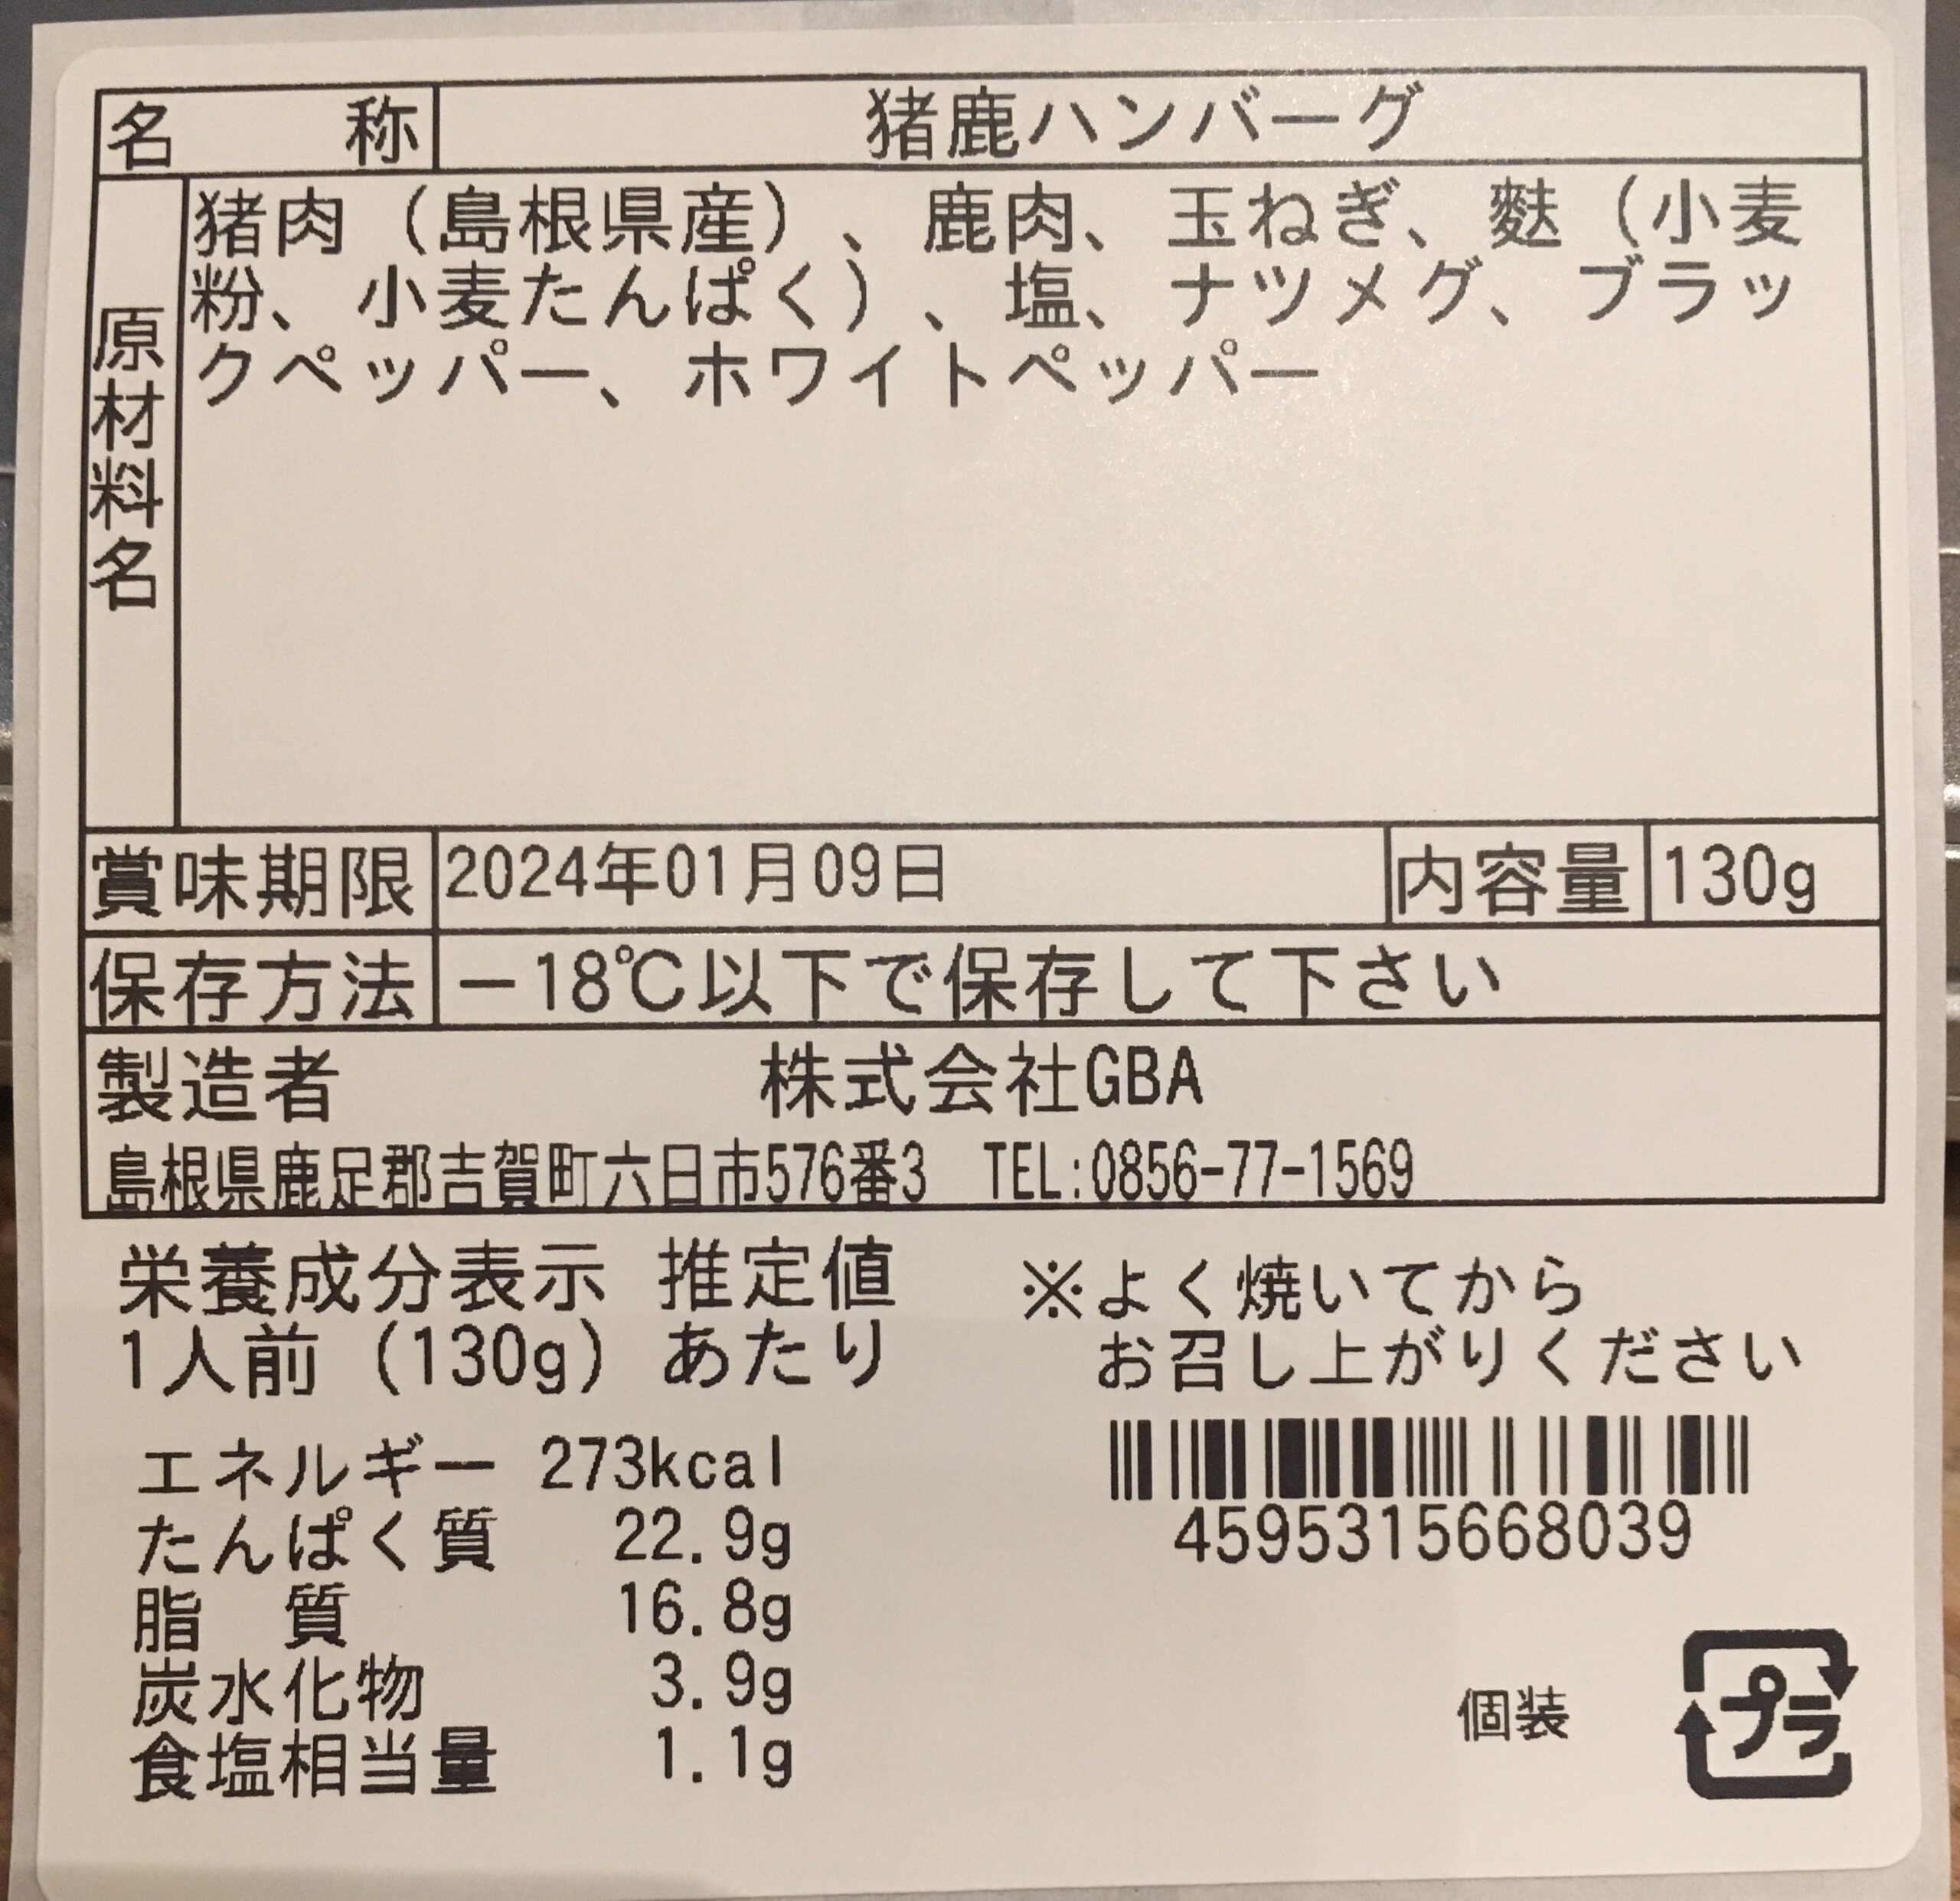 名 称 猪鹿ハンバーグ
原材料名
猪肉（島根県産）、鹿肉、玉ねぎ、麩（小麦
粉、小麦たんぱく）、塩、ナツメグ、ブラッ
クペッパー、ホワイトペッパー
賞味期限 2024年01月09日 内容量 130g
保存方法 －18℃以下で保存して下さい
製造者 株式会社GBA
島根県鹿足郡吉賀町六日市576番3 TEL:0856-77-1569
栄養成分表示 推定値
1人前（130g）あたり
エネルギー 273kcal
たんぱく質 22.9g
脂 質 16.8g
炭水化物 3.9g
食塩相当量 1.1g
※よく焼いてから
お召し上がりください
4595315668039
個装 プラ